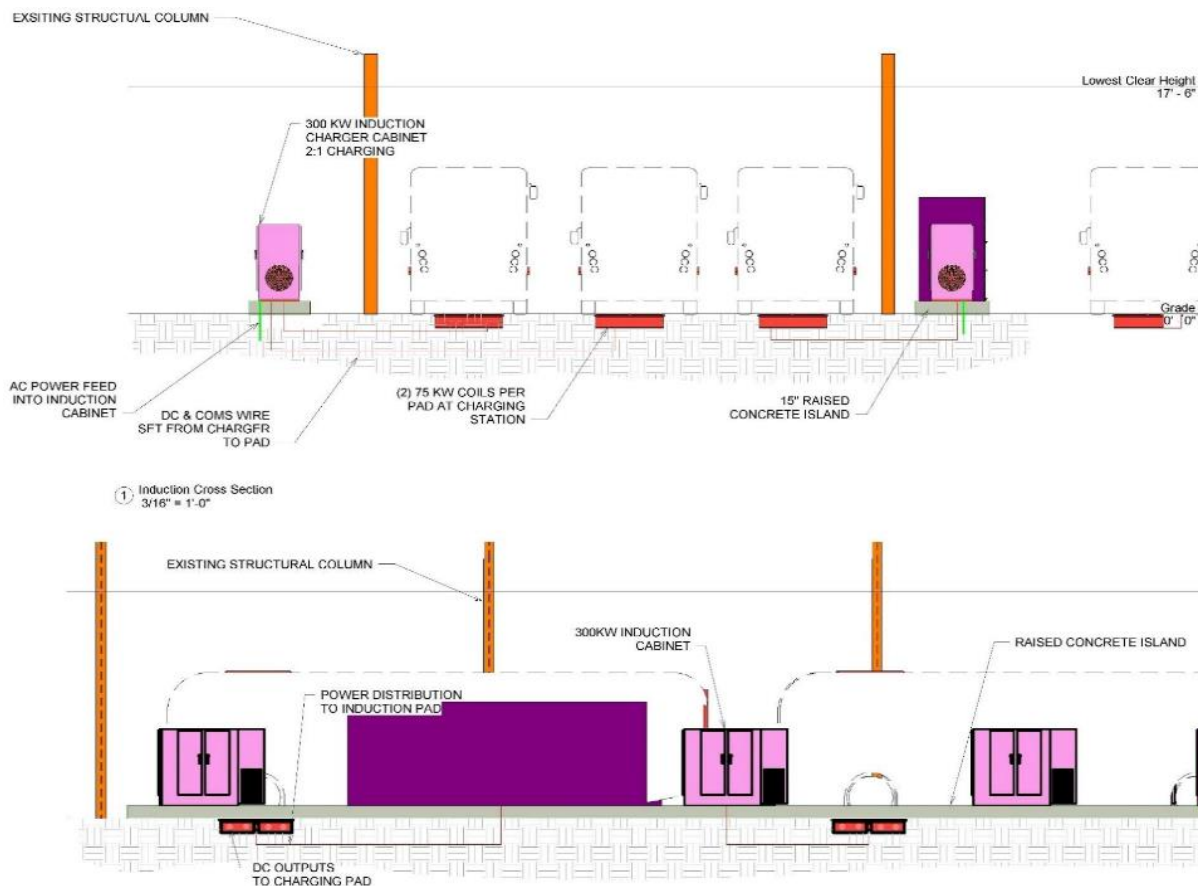 EXSITING STRUCTUAL COLUMN
Lowest Clear Height
17' - 6"
300 KW INDUCTION
CHARGER CABINET
2:1 CHARGING
Grade
0' 0"
AC POWER FEED
INTO INDUCTION
CABINET
DC & COMS WIRE
SFT FROM CHARGFR
TO PAD
(2) 75 KW COILS PER
PAD AT CHARGING
STATION
15" RAISED
CONCRETE ISLAND
1
Induction Cross Section
3/16" = 1'-0"
EXISTING STRUCTURAL COLUMN
300KW INDUCTION
CABINET
RAISED CONCRETE ISLAND
POWER DISTRIBUTION
TO INDUCTION PAD
DC OUTPUTS
TO CHARGING PAD